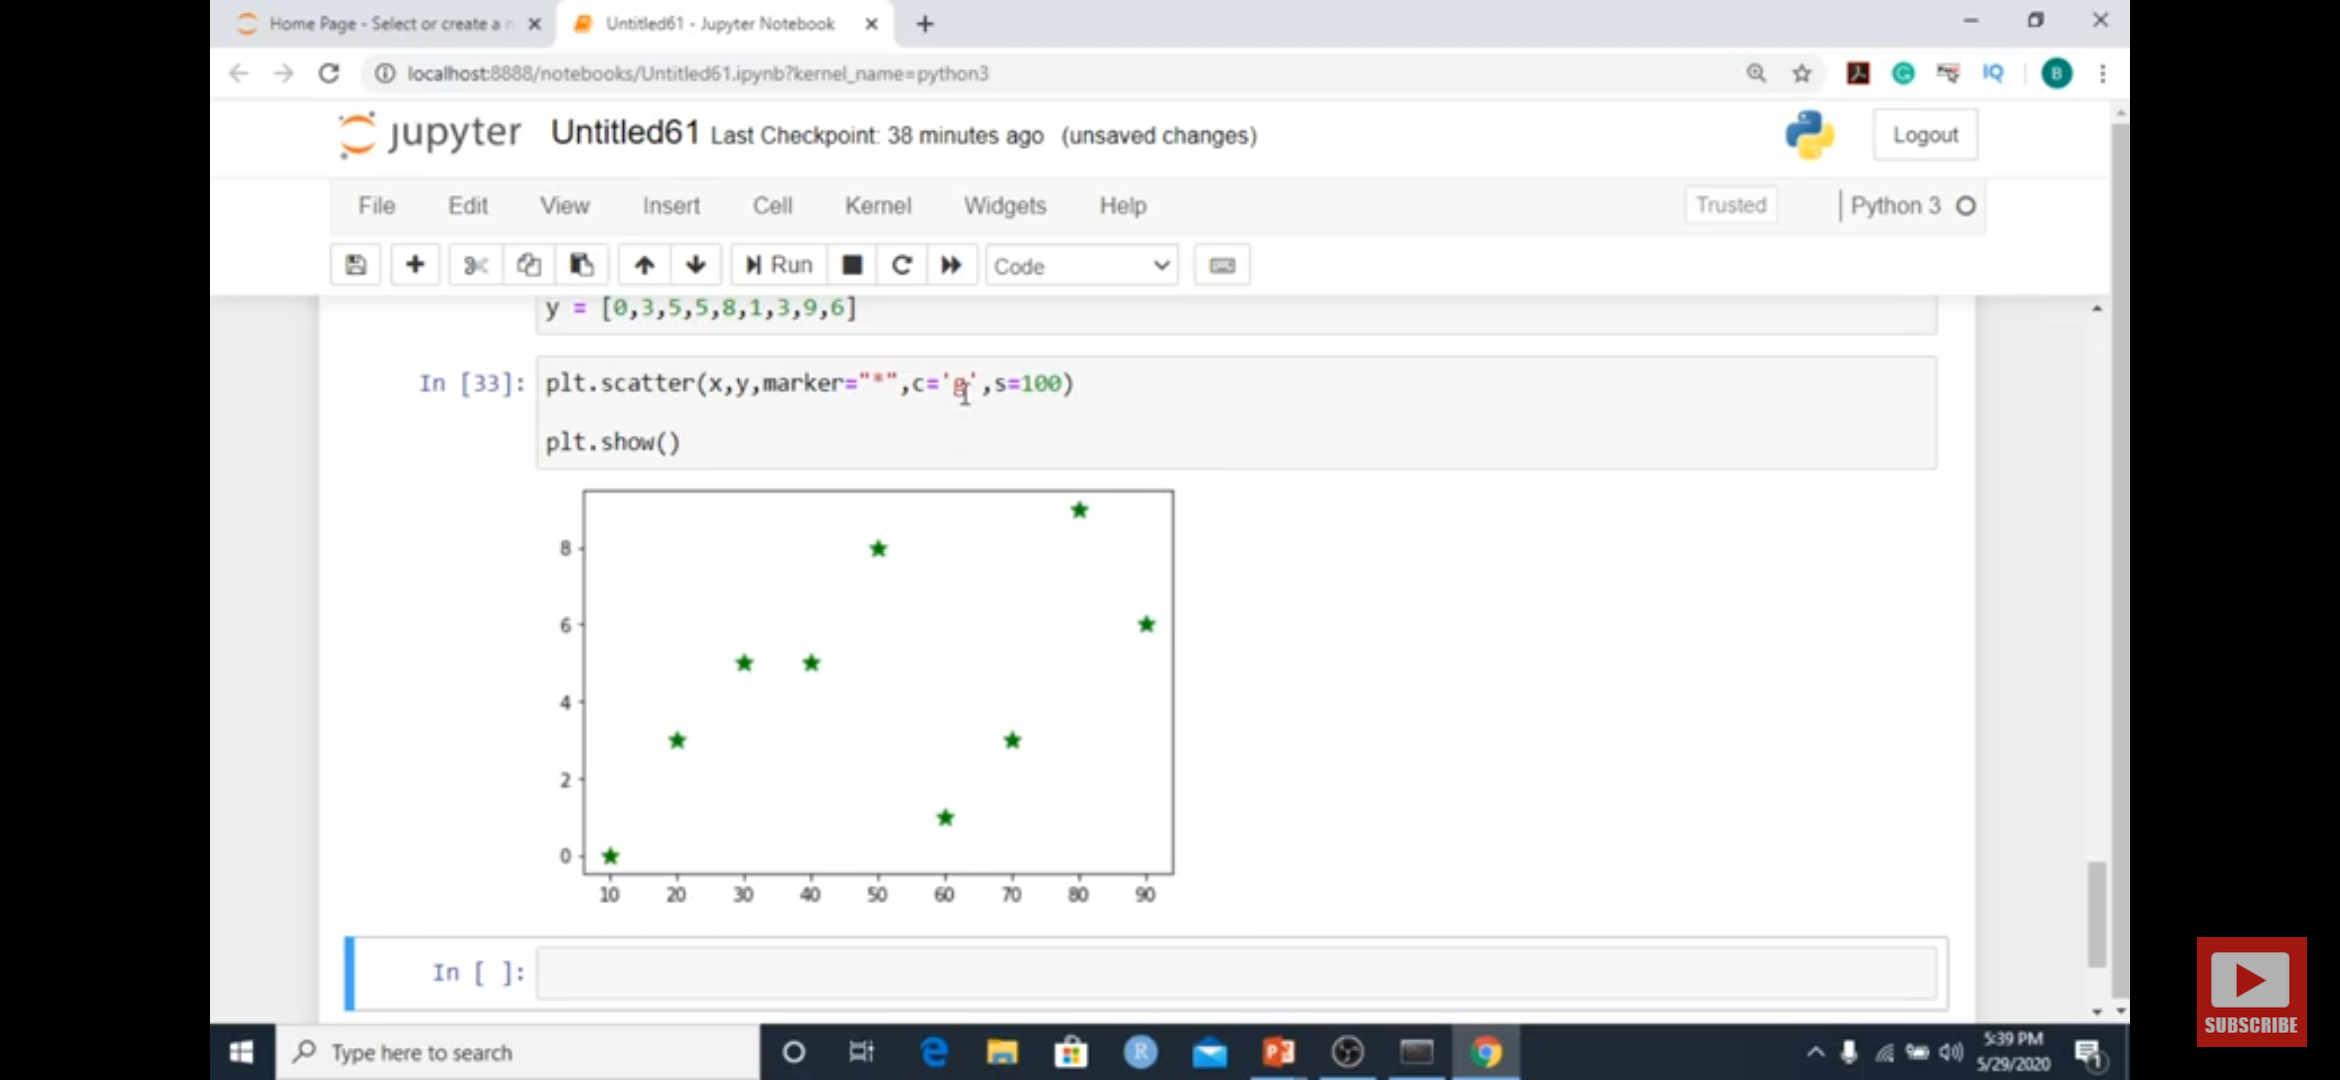 Home Page - Select or create a n
Untitled61 - Jupyter Notebook
localhost:8888/notebooks/Untitled61.ipynb?kernel_name=python3
IQ
B
jupyter Untitled61 Last Checkpoint: 38 minutes ago (unsaved changes)
Logout
File Edit View Insert Cell Kernel Widgets Help
Trusted
Python 3
Run
Code
y = [0,3,5,5,8,1,3,9,6]
In [33]: plt.scatter(x,y,marker="*",c='g',s=100)
plt.show()
8
6
4
2
0
10 20 30 40 50 60 70 80 90
In [ ]:
SUBSCRIBE
Type here to search
R
5:39 PM
5/29/2020
1